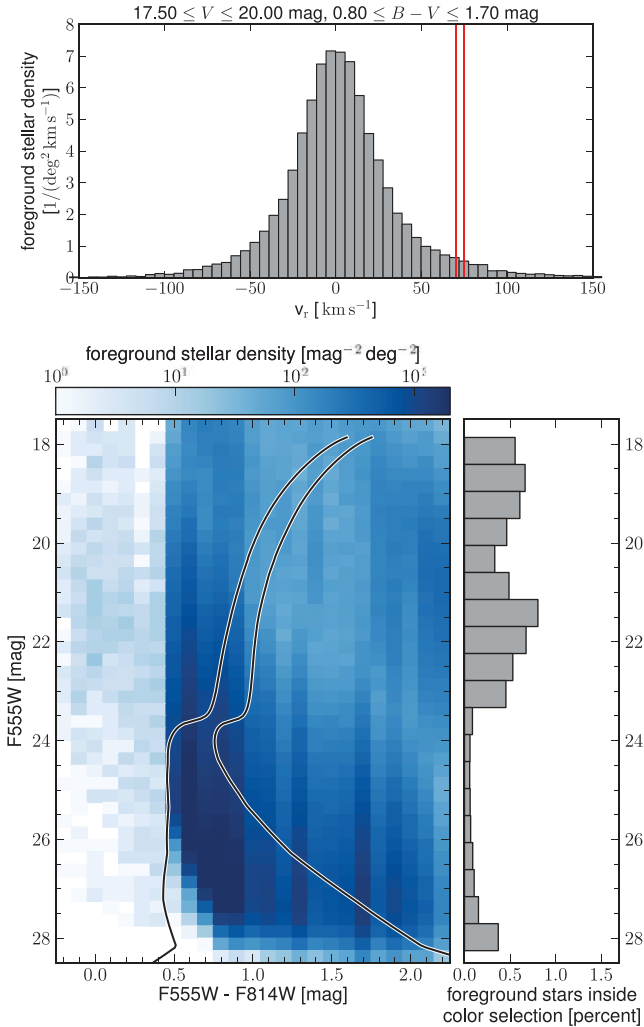 17.50 ≤ V ≤ 20.00 mag, 0.80 ≤ B − V ≤ 1.70 mag
foreground stellar density
[1/(deg² km s⁻¹)]
8
7
6
5
4
3
2
1
0
−150 −100 −50 0 50 100 150
v_r [km s⁻¹]
foreground stellar density [mag⁻² deg⁻²]
10⁰ 10¹ 10²
F555W [mag]
18 18
20 20
22 22
24 24
26 26
28 28
0.0 0.5 1.0 1.5 2.0 0.0 0.5 1.0 1.5
F555W - F814W [mag]
foreground stars inside
color selection [percent]